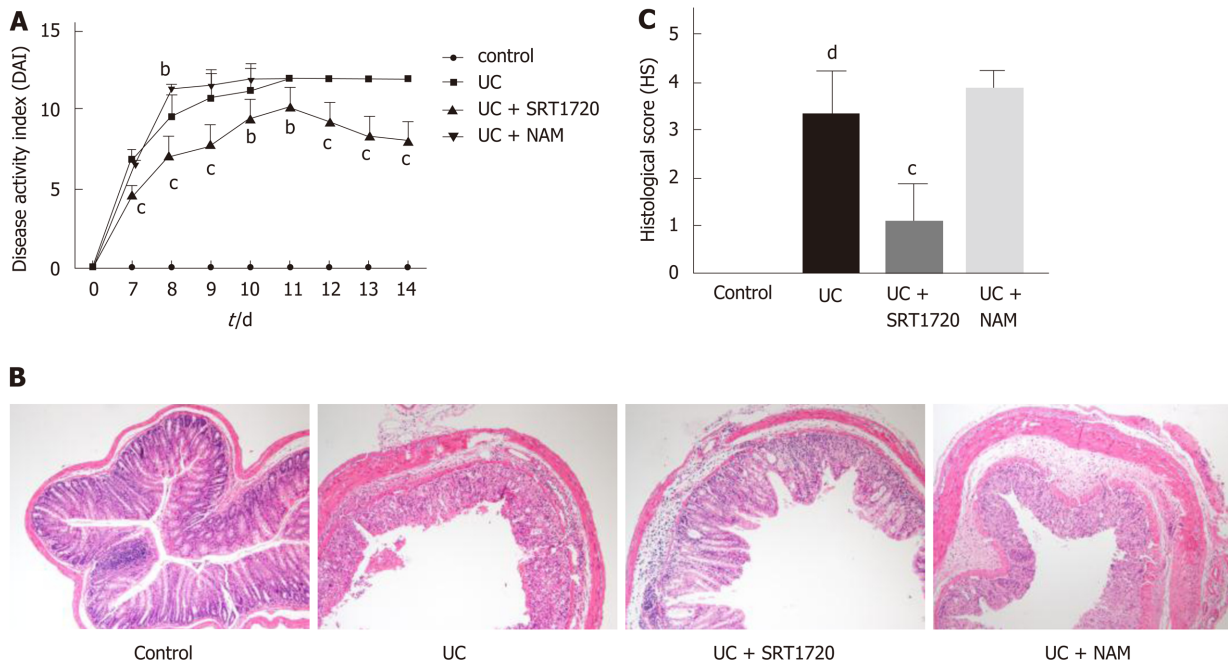 A
Disease activity index (DAI)
15
10
5
0
b
c
c
c
b
b
c
c
c
0 7 8 9 10 11 12 13 14
t/d
control
UC
UC + SRT1720
UC + NAM
C
Histological score (HS)
5
4
3
2
1
0
d
c
Control
UC
UC +
SRT1720
UC +
NAM
B
Control
UC
UC + SRT1720
UC + NAM